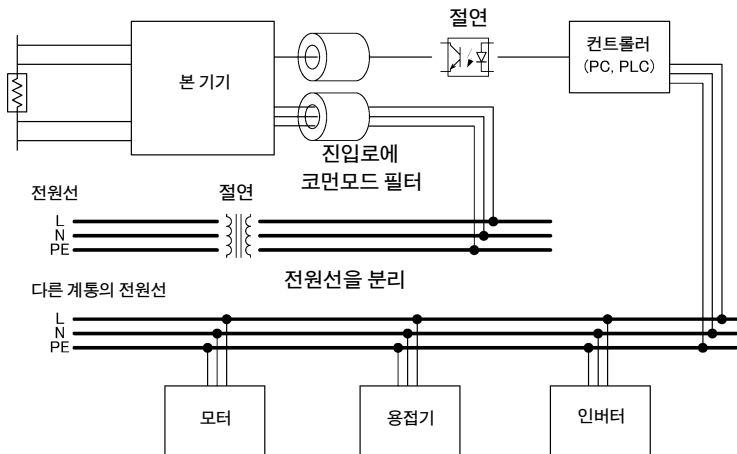 절연
본 기기
컨트롤러
(PC, PLC)
진입로에
코먼모드 필터
전원선
절연
L
N
PE
전원선을 분리
다른 계통의 전원선
L
N
PE
모터
용접기
인버터